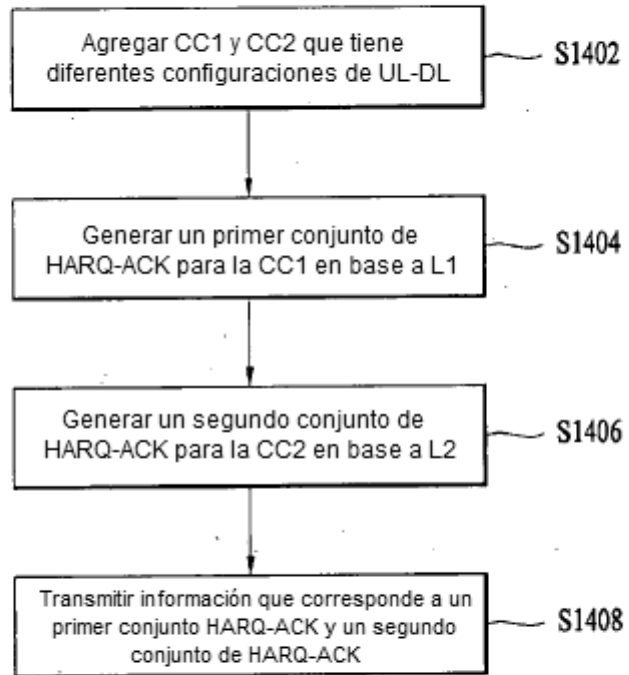 Agregar CC1 y CC2 que tiene
diferentes configuraciones de UL-DL
S1402
Generar un primer conjunto de
HARQ-ACK para la CC1 en base a L1
S1404
Generar un segundo conjunto de
HARQ-ACK para la CC2 en base a L2
S1406
Transmitir información que corresponde a un
primer conjunto HARQ-ACK y un segundo
conjunto de HARQ-ACK
S1408